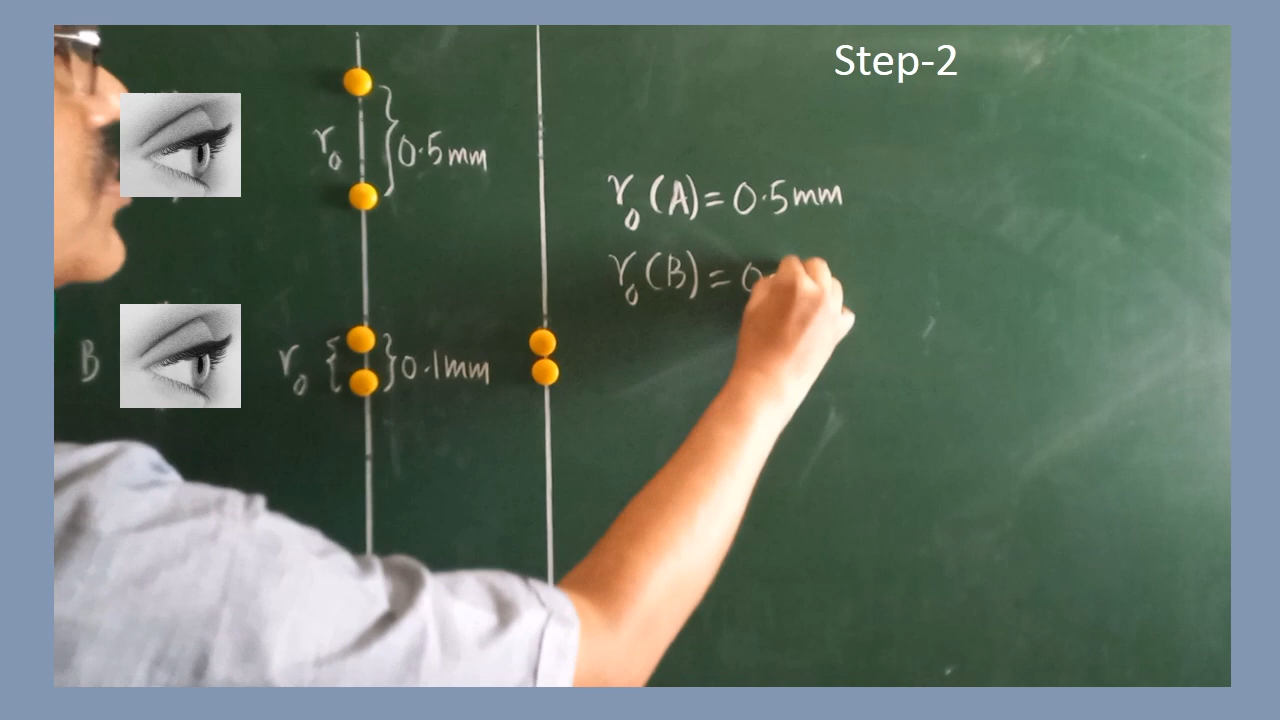 Step-2
r₀ } 0.5mm
r₀(A) = 0.5mm
r₀(B) = 0.
B r₀ { } 0.1mm